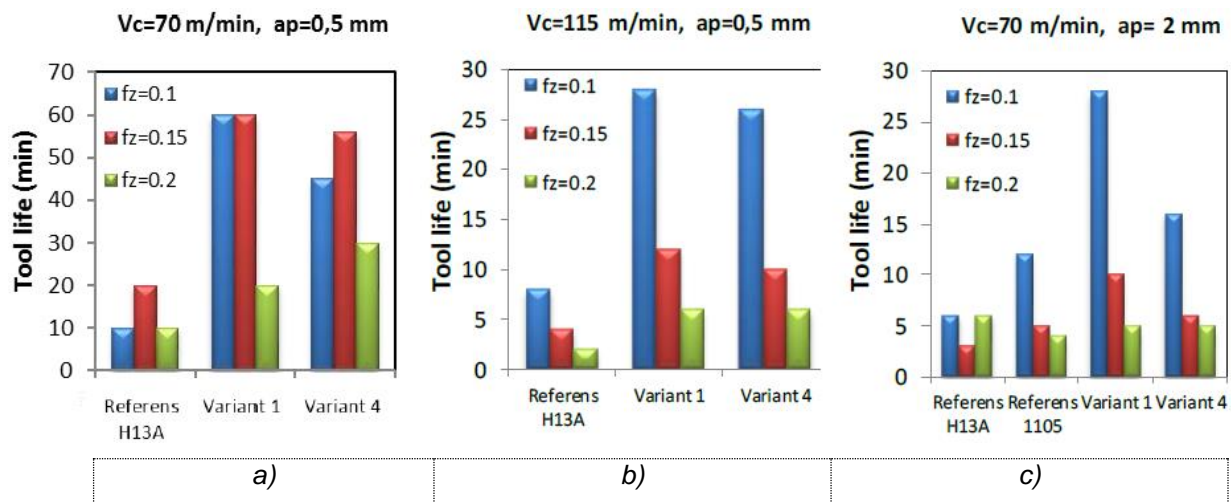 Vc=70 m/min, ap=0,5 mm
70
60
50
40
30
20
10
0
Tool life (min)
fz=0.1
fz=0.15
fz=0.2
Referens
H13A
Variant 1
Variant 4
a)
Vc=115 m/min, ap=0,5 mm
30
25
20
15
10
5
0
Tool life (min)
fz=0.1
fz=0.15
fz=0.2
Referens
H13A
Variant 1
Variant 4
b)
Vc=70 m/min, ap= 2 mm
30
25
20
15
10
5
0
Tool life (min)
fz=0.1
fz=0.15
fz=0.2
Referens
H13A
Referens
1105
Variant 1
Variant 4
c)